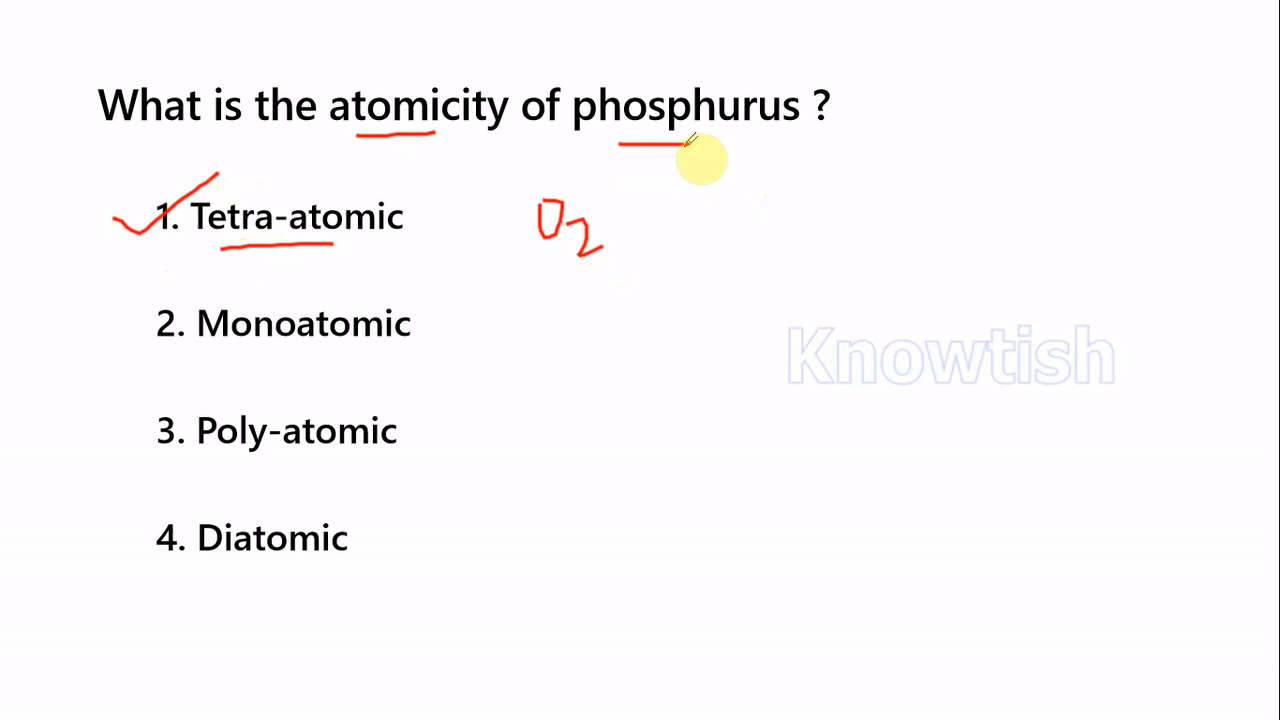 What is the atomicity of phosphurus ?
1. Tetra-atomic
O2
2. Monoatomic
Knowtish
3. Poly-atomic
4. Diatomic